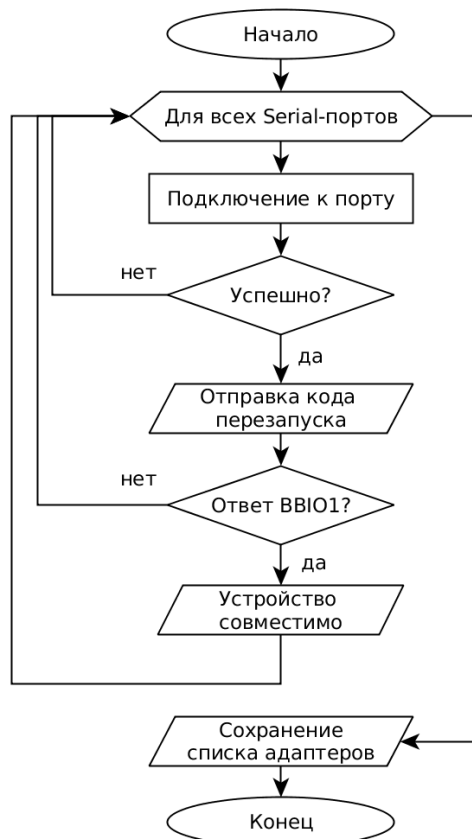 Начало
Для всех Serial-портов
Подключение к порту
нет
Успешно?
да
Отправка кода
перезапуска
нет
Ответ BBIO1?
да
Устройство
совместимо
Сохранение
списка адаптеров
Конец